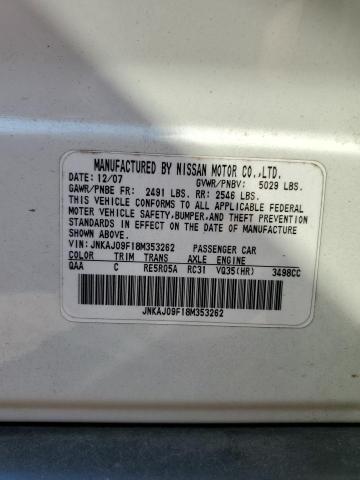 MANUFACTURED BY NISSAN MOTOR CO.,LTD.
DATE: 12/07 GVWR/PNBV: 5029 LBS.
GAWR/PNBE FR: 2491 LBS. RR: 2546 LBS.
THIS VEHICLE CONFORMS TO ALL APPLICABLE FEDERAL
MOTOR VEHICLE SAFETY,BUMPER,AND THEFT PREVENTION
STANDARDS IN EFFECT ON THE DATE OF MANUFACTURE
SHOWN ABOVE.
VIN: JNKAJ09F18M353262 PASSENGER CAR
COLOR TRIM TRANS AXLE ENGINE
QAA C RE5R05A RC31 VQ35(HR) 3498CC
JNKAJ09F18M353262